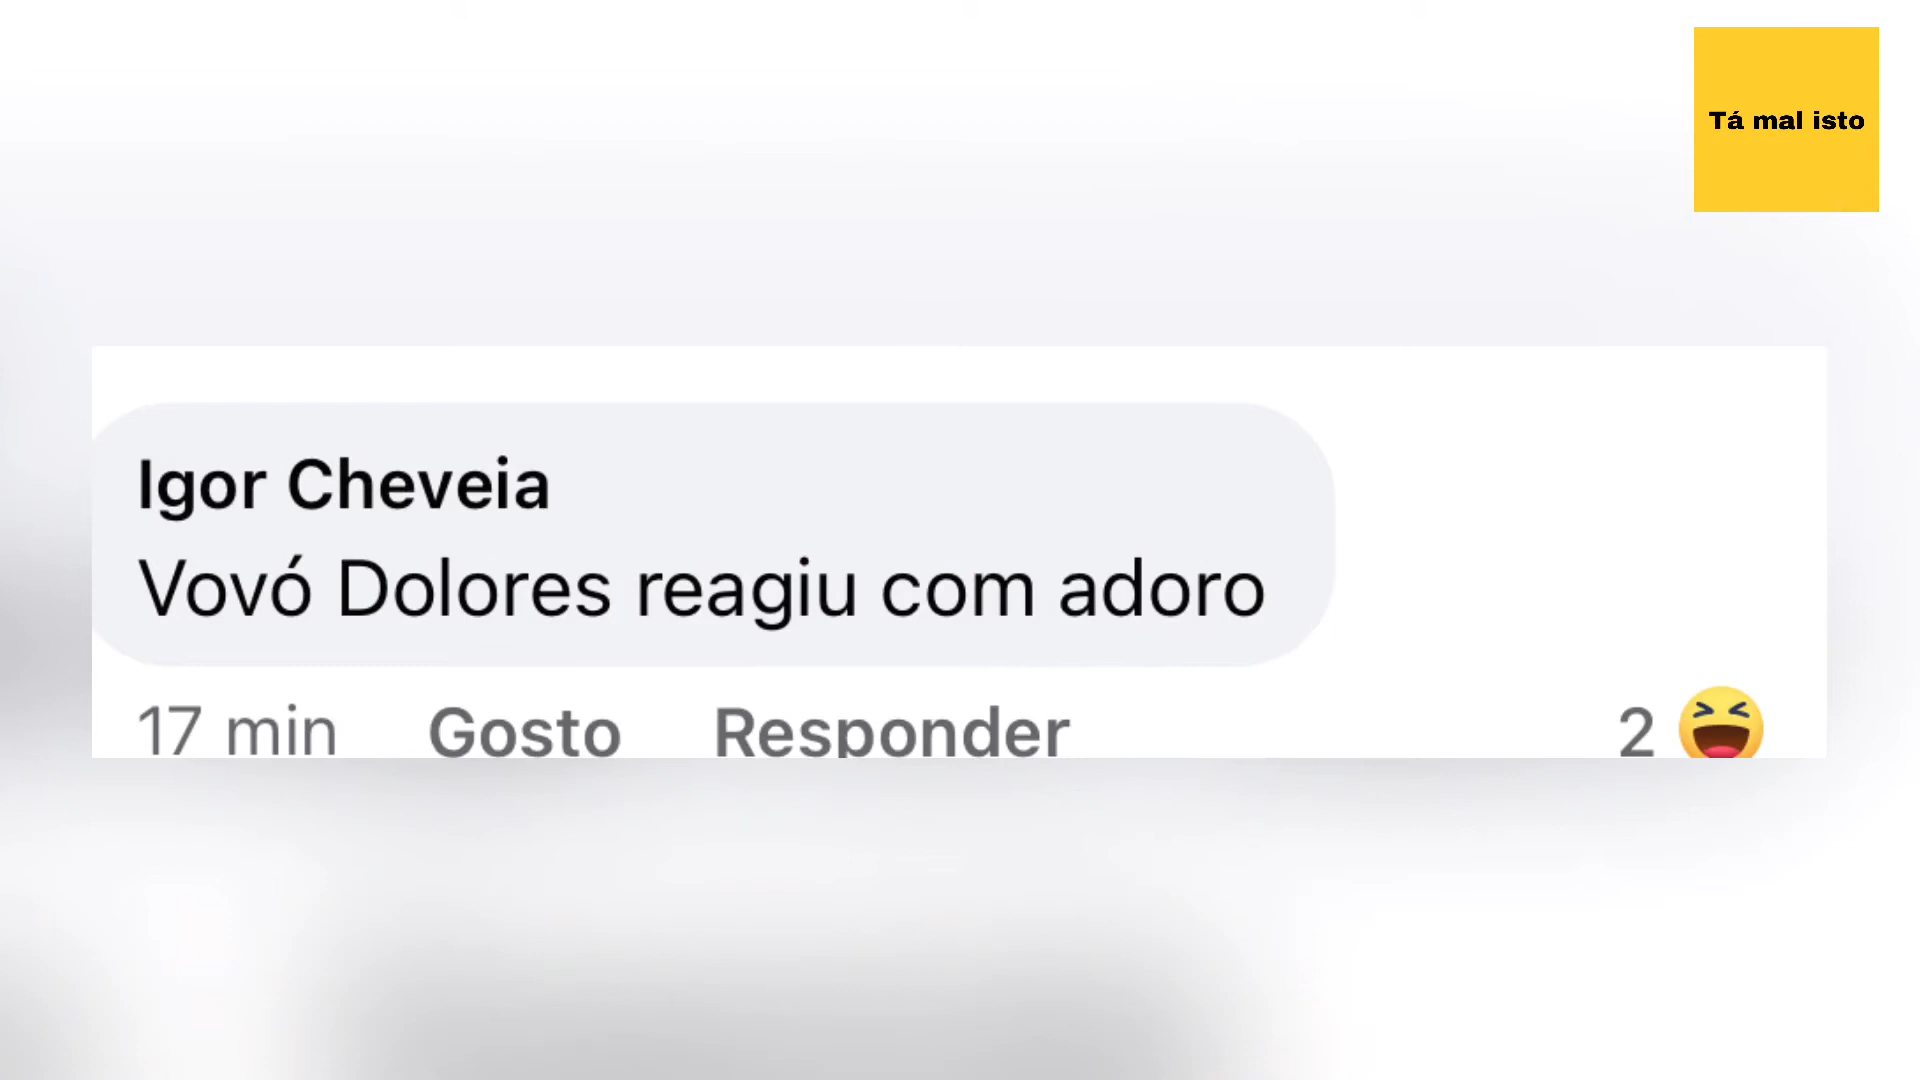 Tá mal isto
Igor Cheveia
Vovó Dolores reagiu com adoro
17 min Gosto Responder 2